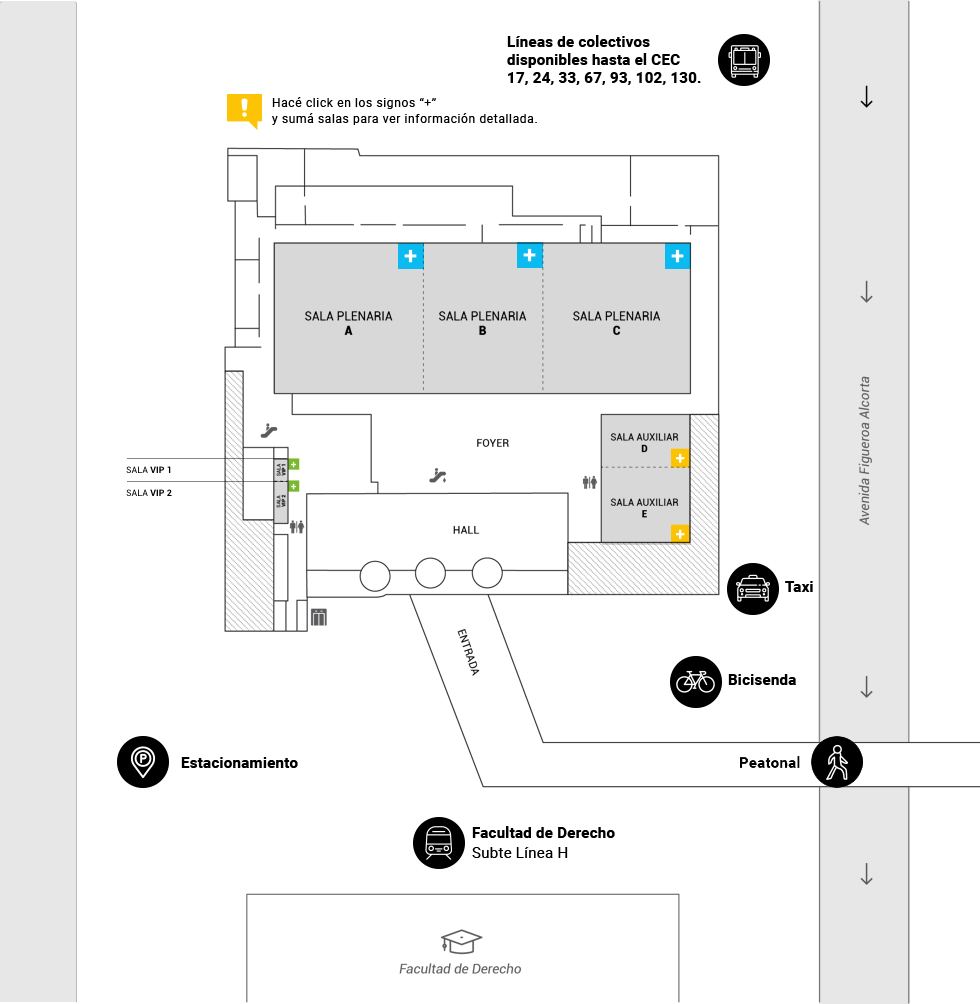 Líneas de colectivos
disponibles hasta el CEC
17, 24, 33, 67, 93, 102, 130.
Hacé click en los signos “+”
y sumá salas para ver información detallada.
SALA PLENARIA
A
SALA PLENARIA
B
SALA PLENARIA
C
Avenida Figueroa Alcorta
FOYER
SALA AUXILIAR
D
SALA VIP 1
SALA
VIP 1
SALA VIP 2
SALA
VIP 2
SALA AUXILIAR
E
HALL
Taxi
ENTRADA
Bicisenda
P
Estacionamiento
Peatonal
Facultad de Derecho
Subte Línea H
Facultad de Derecho